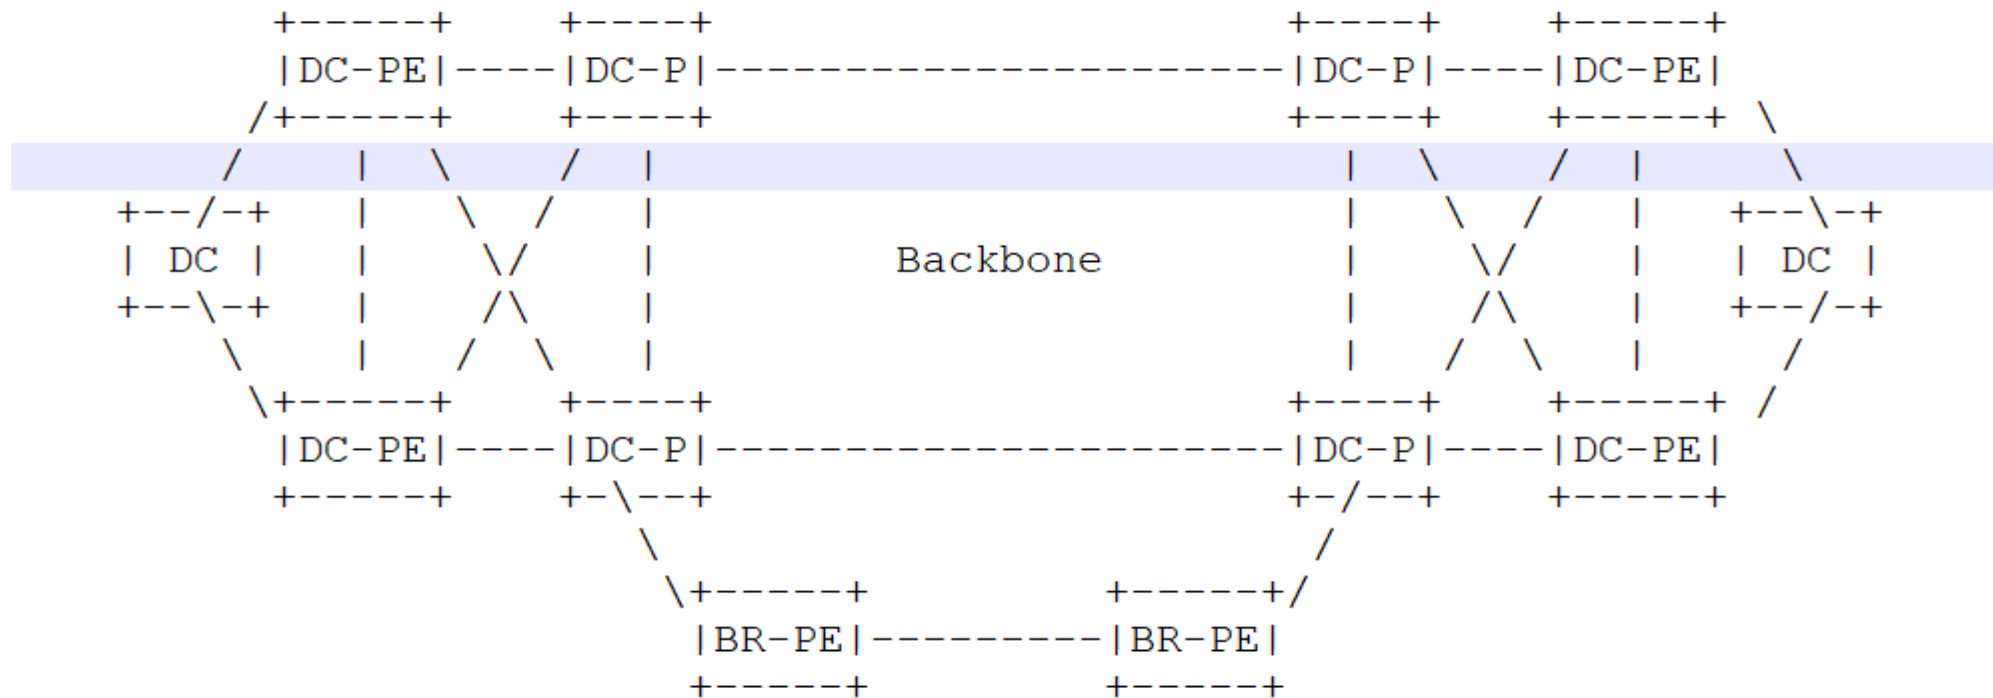 +-----+    +----+                      +----+    +-----+
         |DC-PE|----|DC-P|----------------------|DC-P|----|DC-PE|
        /+-----+    +----+                      +----+    +-----+ \
       /    |  \    /  |                          |  \    /  |     \
   +--/-+   |   \  /   |                          |   \  /   |   +--\-+
   | DC |   |    \/    |         Backbone         |    \/    |   | DC |
   +--\-+   |    /\    |                          |    /\    |   +--/-+
       \    |   /  \   |                          |   /  \   |     /
        \+-----+    +----+                      +----+    +-----+ /
         |DC-PE|----|DC-P|----------------------|DC-P|----|DC-PE|
         +-----+    +-\--+                      +-/--+    +-----+
                       \                         /
                        \+-----+         +-----+/
                         |BR-PE|---------|BR-PE|
                         +-----+         +-----+